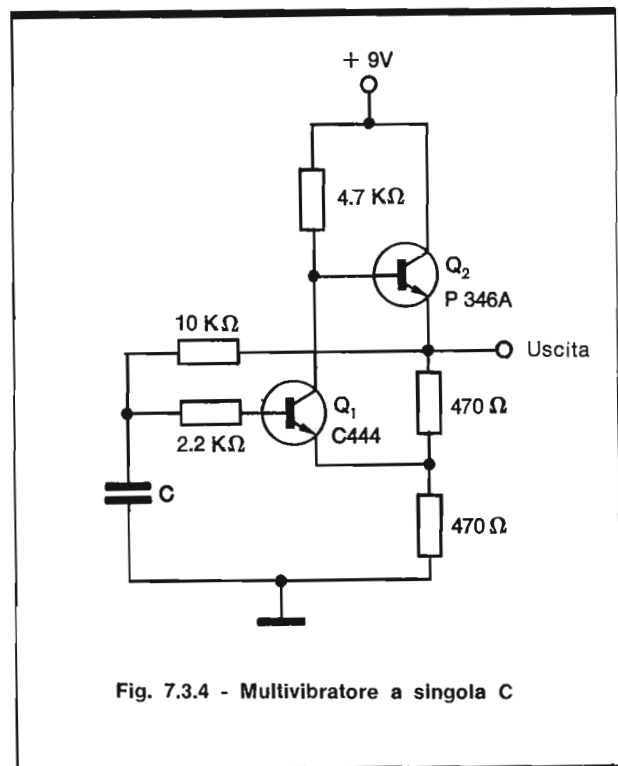 + 9V
4.7 KΩ
Q2
P 346A
10 KΩ
Uscita
Q1
C444
2.2 KΩ
470 Ω
C
470 Ω
Fig. 7.3.4 - Multivibratore a singola C